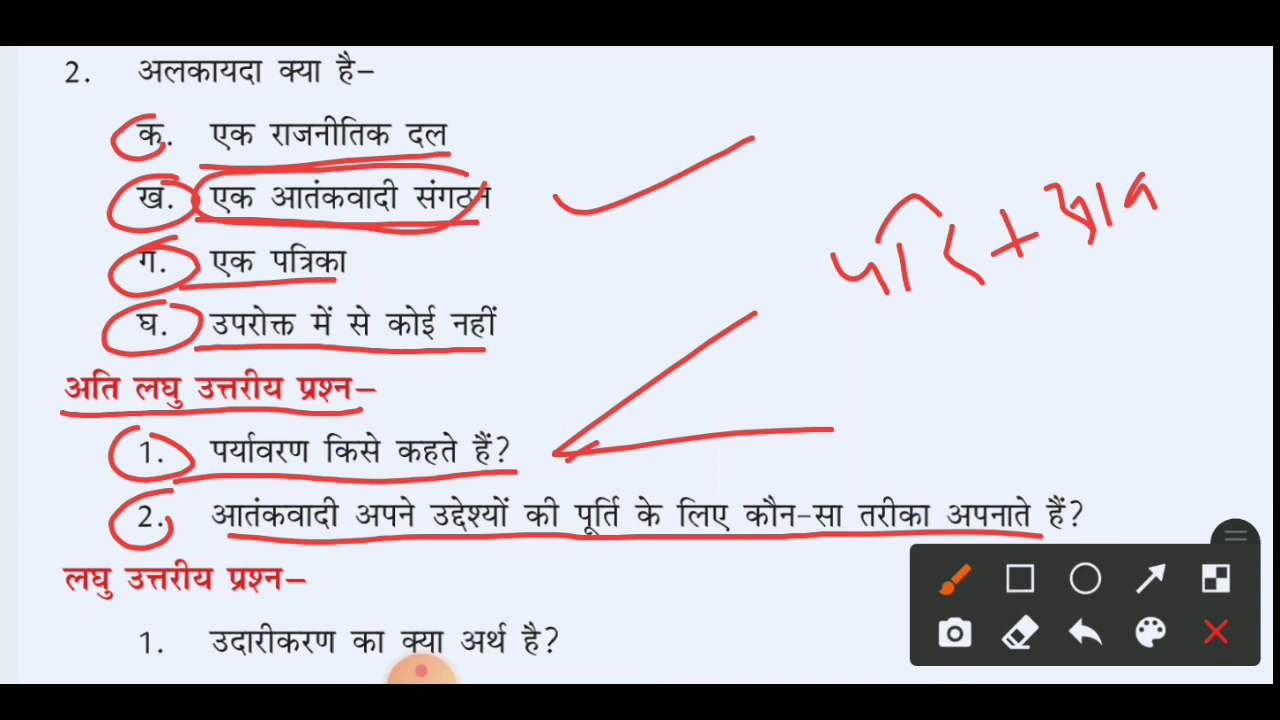 2. अलकायदा क्या है–
क. एक राजनीतिक दल
ख. एक आतंकवादी संगठन
ग. एक पत्रिका
घ. उपरोक्त में से कोई नहीं
परि +
अति लघु उत्तरीय प्रश्न–
1. पर्यावरण किसे कहते हैं?
2. आतंकवादी अपने उद्देश्यों की पूर्ति के लिए कौन-सा तरीका अपनाते हैं?
लघु उत्तरीय प्रश्न–
1. उदारीकरण का क्या अर्थ है?